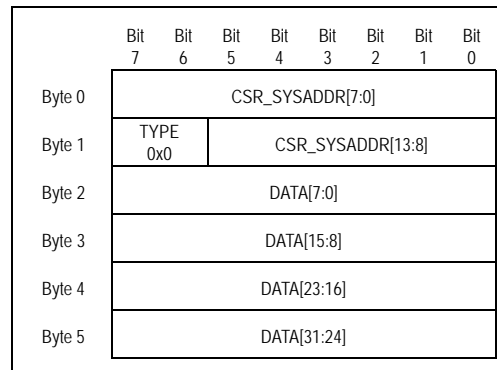 Bit Bit Bit Bit Bit Bit Bit Bit
7 6 5 4 3 2 1 0
Byte 0 CSR_SYSADDR[7:0]
Byte 1 TYPE 0x0 CSR_SYSADDR[13:8]
Byte 2 DATA[7:0]
Byte 3 DATA[15:8]
Byte 4 DATA[23:16]
Byte 5 DATA[31:24]